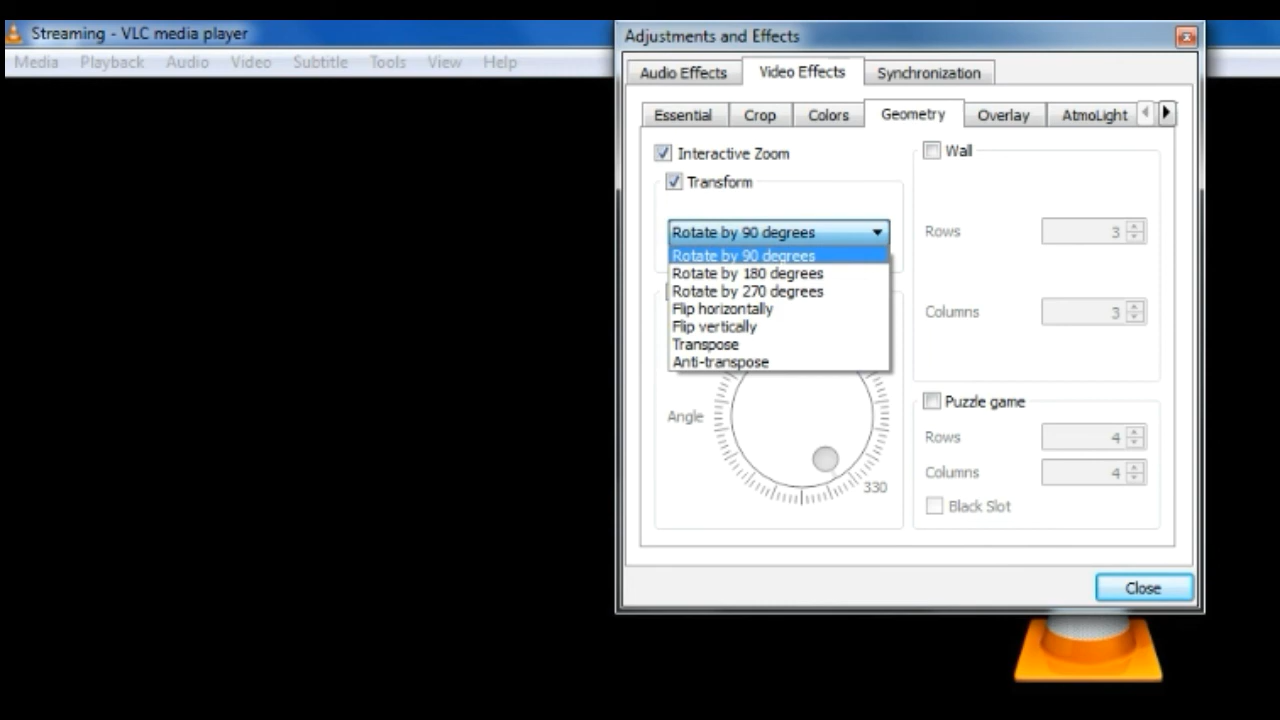 Streaming - VLC media player
Media Playback Audio Video Subtitle Tools View Help
Adjustments and Effects
Audio Effects Video Effects Synchronization
Essential Crop Colors Geometry Overlay AtmoLight
Interactive Zoom
Transform
Rotate by 90 degrees
Rotate by 90 degrees
Rotate by 180 degrees
Rotate by 270 degrees
Flip horizontally
Flip vertically
Transpose
Anti-transpose
Angle
330
Wall
Rows 3
Columns 3
Puzzle game
Rows 4
Columns 4
Black Slot
Close